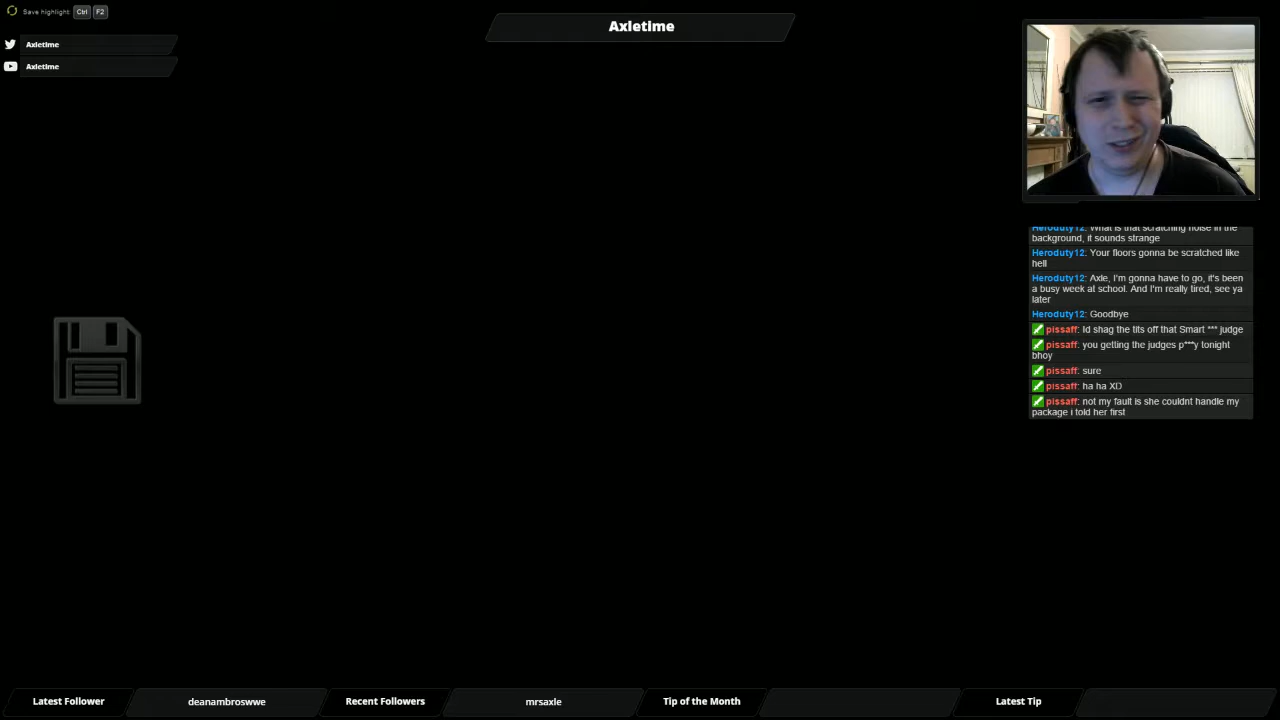 Save highlight: Ctrl F2
Axletime
Axletime
Axletime
Heroduty12: What is that scratching noise in the
background, it sounds strange
Heroduty12: Your floors gonna be scratched like
hell
Heroduty12: Axle, I'm gonna have to go, it's been
a busy week at school. And I'm really tired, see ya
later
Heroduty12: Goodbye
pissaff: Id shag the tits off that Smart *** judge
pissaff: you getting the judges p***y tonight
bhoy
pissaff: sure
pissaff: ha ha XD
pissaff: not my fault is she couldnt handle my
package i told her first
Latest Follower deanambroswwe Recent Followers mrsaxle Tip of the Month Latest Tip